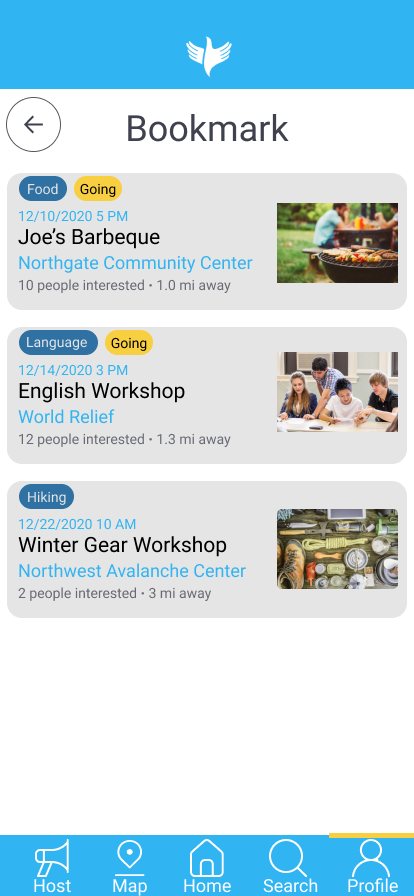 Bookmark
Food Going
12/10/2020 5 PM
Joe’s Barbeque
Northgate Community Center
10 people interested • 1.0 mi away
Language Going
12/14/2020 3 PM
English Workshop
World Relief
12 people interested • 1.3 mi away
Hiking
12/22/2020 10 AM
Winter Gear Workshop
Northwest Avalanche Center
2 people interested • 3 mi away
Host Map Home Search Profile